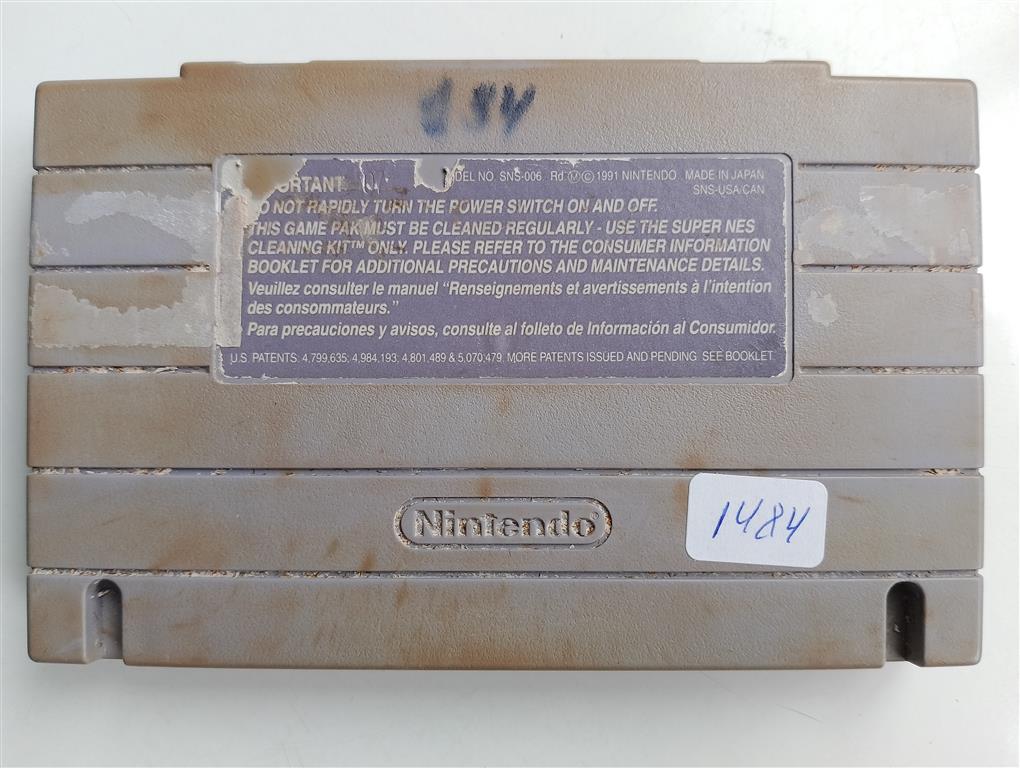 184
ORTANT
DEL NO. SNS-006 Rd Ⓜ © 1991 NINTENDO. MADE IN JAPAN
SNS-USA/CAN
O NOT RAPIDLY TURN THE POWER SWITCH ON AND OFF.
THIS GAME PAK MUST BE CLEANED REGULARLY - USE THE SUPER NES
CLEANING KIT™ ONLY. PLEASE REFER TO THE CONSUMER INFORMATION
BOOKLET FOR ADDITIONAL PRECAUTIONS AND MAINTENANCE DETAILS.
Veuillez consulter le manuel "Renseignements et avertissements à l'intention
des consommateurs."
Para precauciones y avisos, consulte al folleto de Información al Consumidor.
U.S. PATENTS: 4,799,635; 4,984,193; 4,801,489 & 5,070,479. MORE PATENTS ISSUED AND PENDING SEE BOOKLET.
Nintendo®
1484